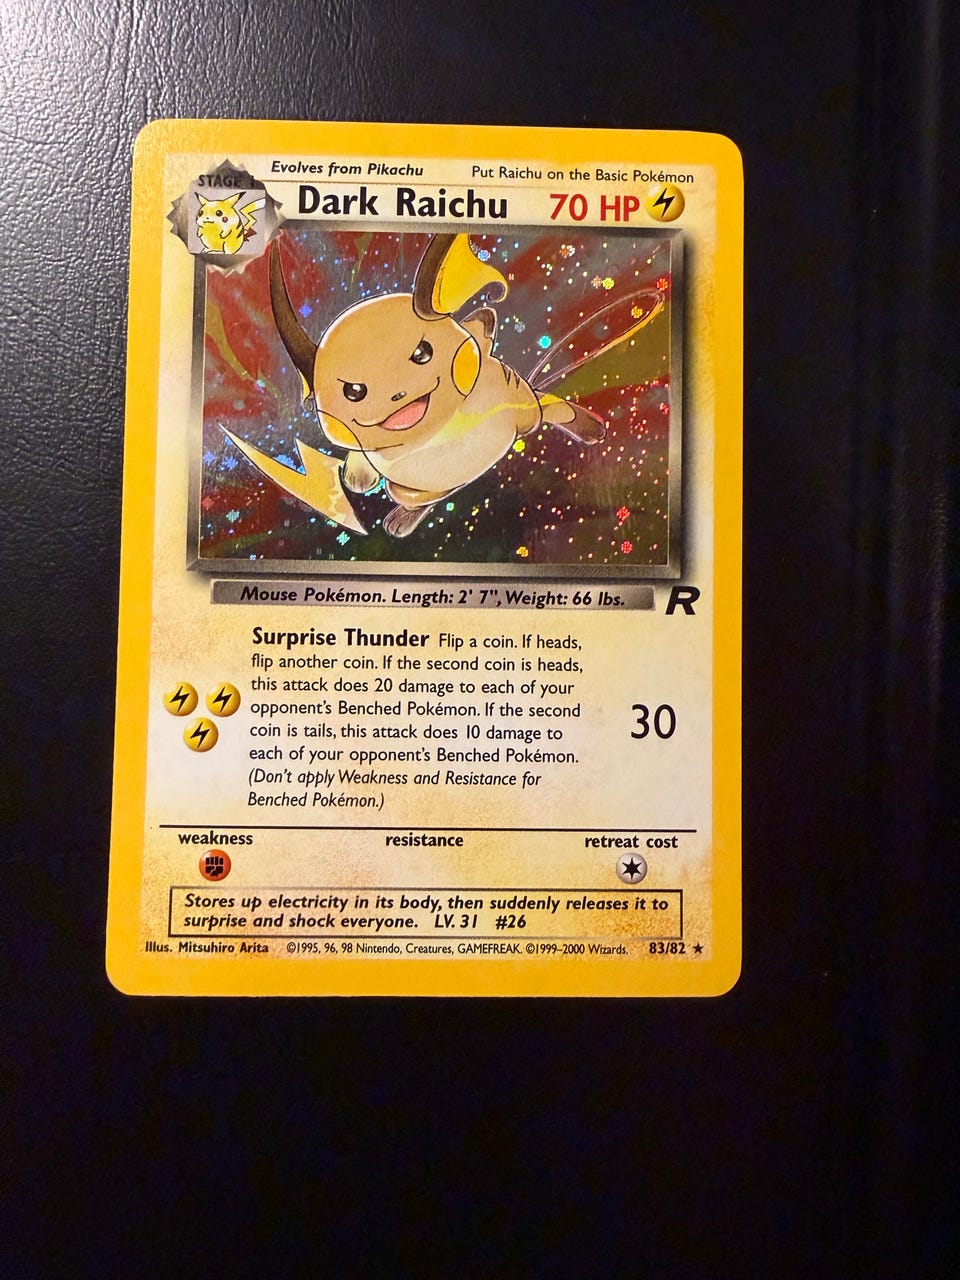 Evolves from Pikachu
Put Raichu on the Basic Pokémon
STAGE 1
Dark Raichu 70 HP
Mouse Pokémon. Length: 2' 7", Weight: 66 lbs.
R
Surprise Thunder Flip a coin. If heads,
flip another coin. If the second coin is heads,
this attack does 20 damage to each of your
opponent's Benched Pokémon. If the second
coin is tails, this attack does 10 damage to
each of your opponent's Benched Pokémon.
(Don't apply Weakness and Resistance for
Benched Pokémon.)
30
weakness resistance retreat cost
Stores up electricity in its body, then suddenly releases it to
surprise and shock everyone. LV. 31 #26
Illus. Mitsuhiro Arita ©1995, 96, 98 Nintendo, Creatures, GAMEFREAK. ©1999–2000 Wizards. 83/82 ★